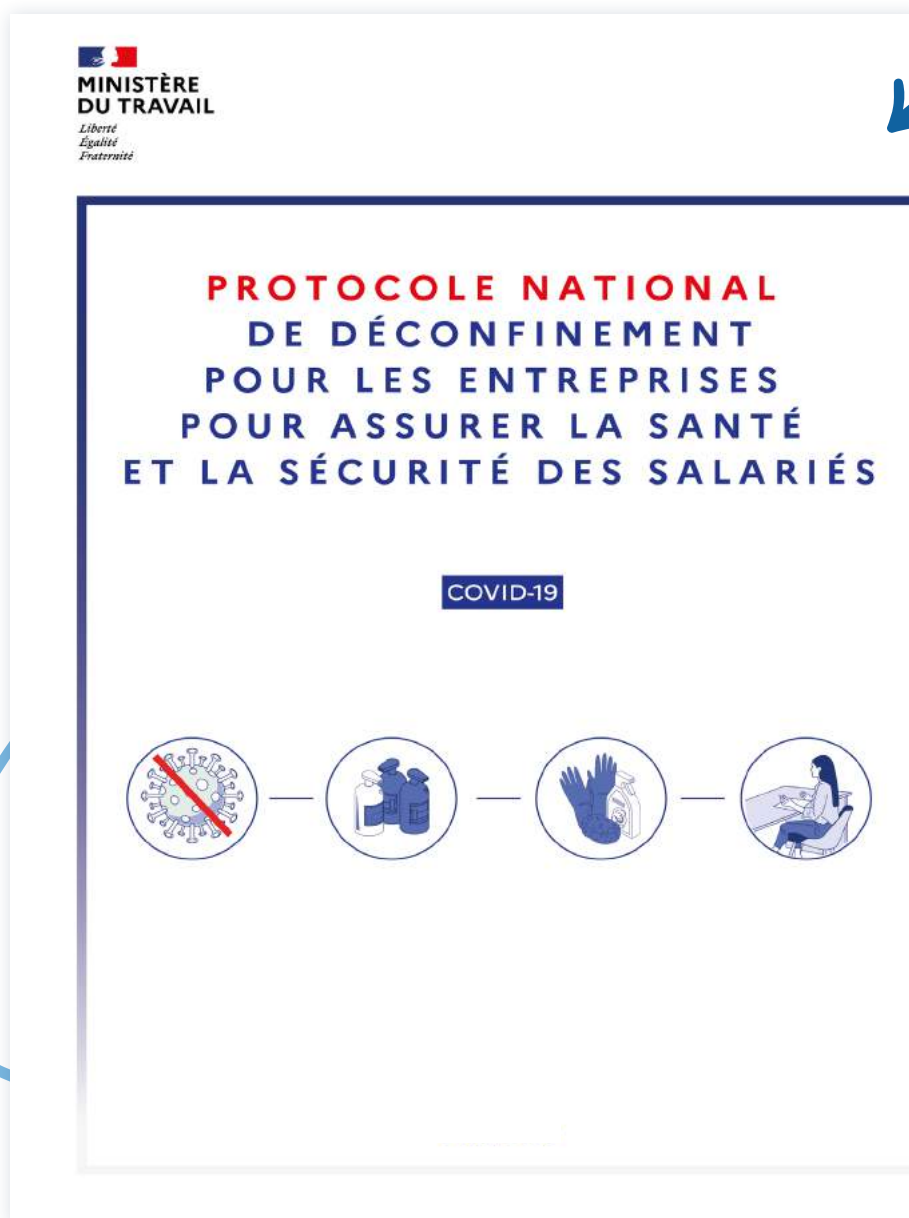 MINISTÈRE
DU TRAVAIL
Liberté
Égalité
Fraternité
PROTOCOLE NATIONAL
DE DÉCONFINEMENT
POUR LES ENTREPRISES
POUR ASSURER LA SANTÉ
ET LA SÉCURITÉ DES SALARIÉS
COVID-19